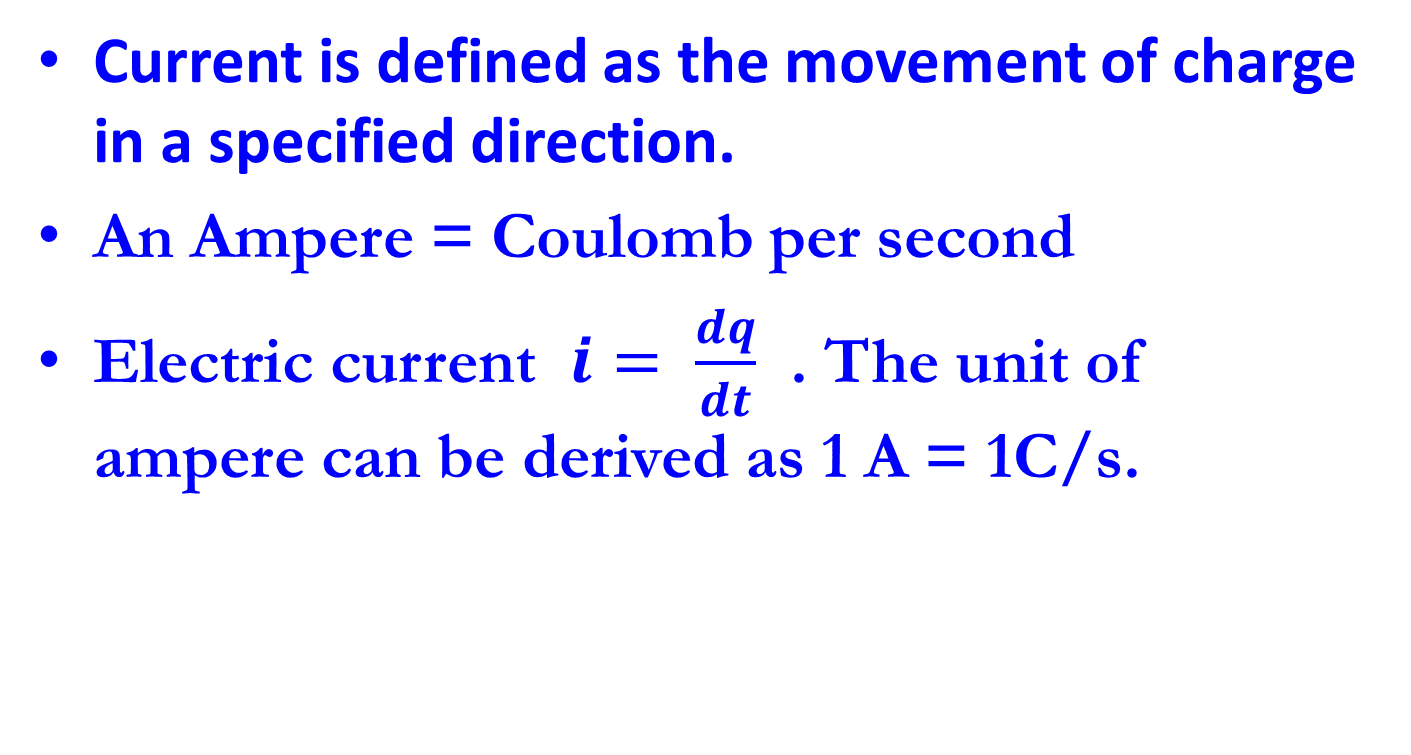 • Current is defined as the movement of charge
in a specified direction.
• An Ampere = Coulomb per second
• Electric current i = dq/dt . The unit of
ampere can be derived as 1 A = 1C/s.